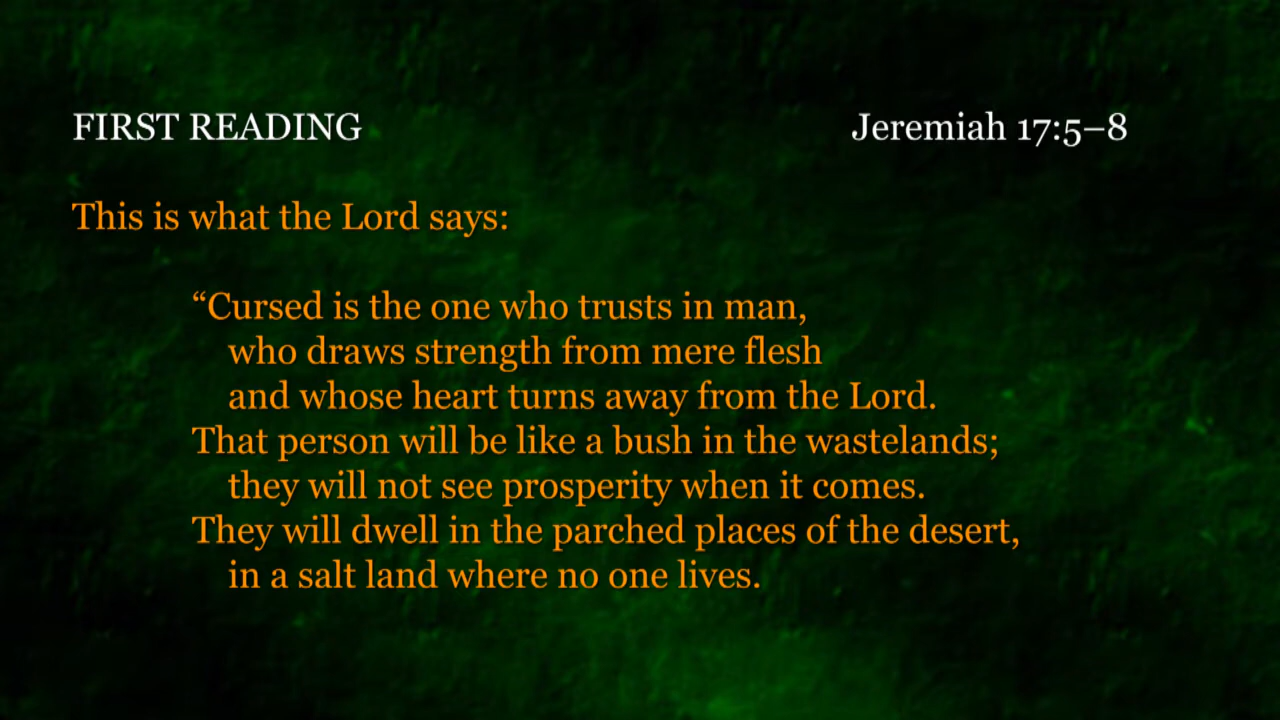 FIRST READING Jeremiah 17:5–8
This is what the Lord says:
“Cursed is the one who trusts in man,
who draws strength from mere flesh
and whose heart turns away from the Lord.
That person will be like a bush in the wastelands;
they will not see prosperity when it comes.
They will dwell in the parched places of the desert,
in a salt land where no one lives.